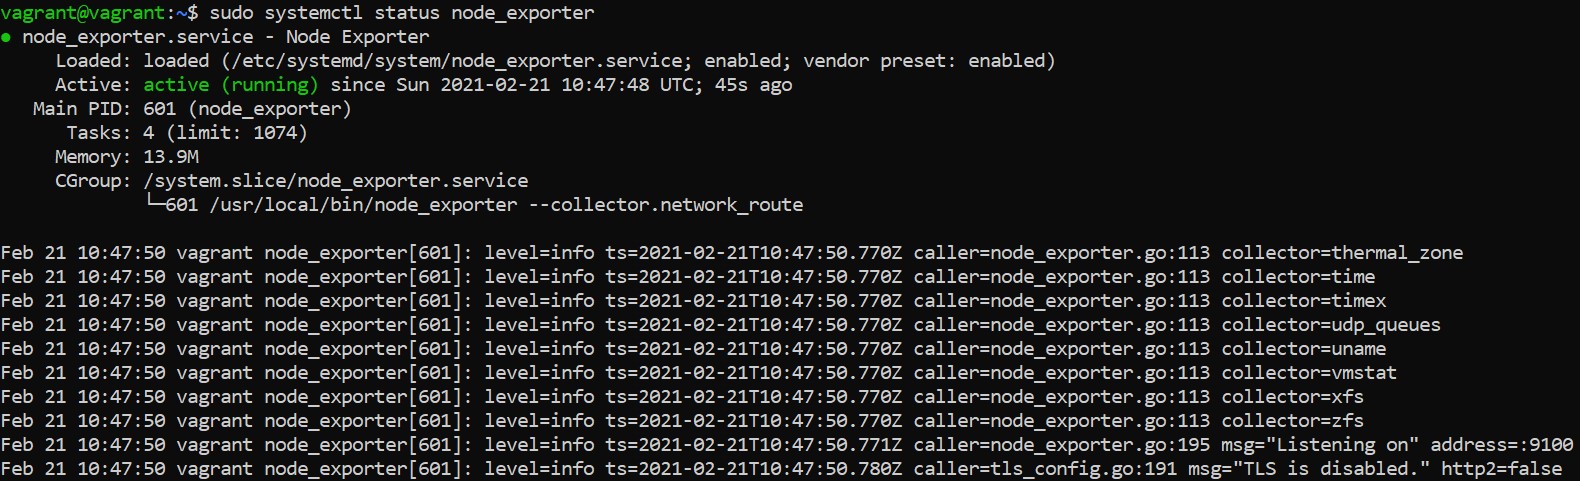 vagrant@vagrant:~$ sudo systemctl status node_exporter
● node_exporter.service - Node Exporter
     Loaded: loaded (/etc/systemd/system/node_exporter.service; enabled; vendor preset: enabled)
     Active: active (running) since Sun 2021-02-21 10:47:48 UTC; 45s ago
   Main PID: 601 (node_exporter)
      Tasks: 4 (limit: 1074)
     Memory: 13.9M
     CGroup: /system.slice/node_exporter.service
             └─601 /usr/local/bin/node_exporter --collector.network_route

Feb 21 10:47:50 vagrant node_exporter[601]: level=info ts=2021-02-21T10:47:50.770Z caller=node_exporter.go:113 collector=thermal_zone
Feb 21 10:47:50 vagrant node_exporter[601]: level=info ts=2021-02-21T10:47:50.770Z caller=node_exporter.go:113 collector=time
Feb 21 10:47:50 vagrant node_exporter[601]: level=info ts=2021-02-21T10:47:50.770Z caller=node_exporter.go:113 collector=timex
Feb 21 10:47:50 vagrant node_exporter[601]: level=info ts=2021-02-21T10:47:50.770Z caller=node_exporter.go:113 collector=udp_queues
Feb 21 10:47:50 vagrant node_exporter[601]: level=info ts=2021-02-21T10:47:50.770Z caller=node_exporter.go:113 collector=uname
Feb 21 10:47:50 vagrant node_exporter[601]: level=info ts=2021-02-21T10:47:50.770Z caller=node_exporter.go:113 collector=vmstat
Feb 21 10:47:50 vagrant node_exporter[601]: level=info ts=2021-02-21T10:47:50.770Z caller=node_exporter.go:113 collector=xfs
Feb 21 10:47:50 vagrant node_exporter[601]: level=info ts=2021-02-21T10:47:50.770Z caller=node_exporter.go:113 collector=zfs
Feb 21 10:47:50 vagrant node_exporter[601]: level=info ts=2021-02-21T10:47:50.771Z caller=node_exporter.go:195 msg="Listening on" address=:9100
Feb 21 10:47:50 vagrant node_exporter[601]: level=info ts=2021-02-21T10:47:50.780Z caller=tls_config.go:191 msg="TLS is disabled." http2=false